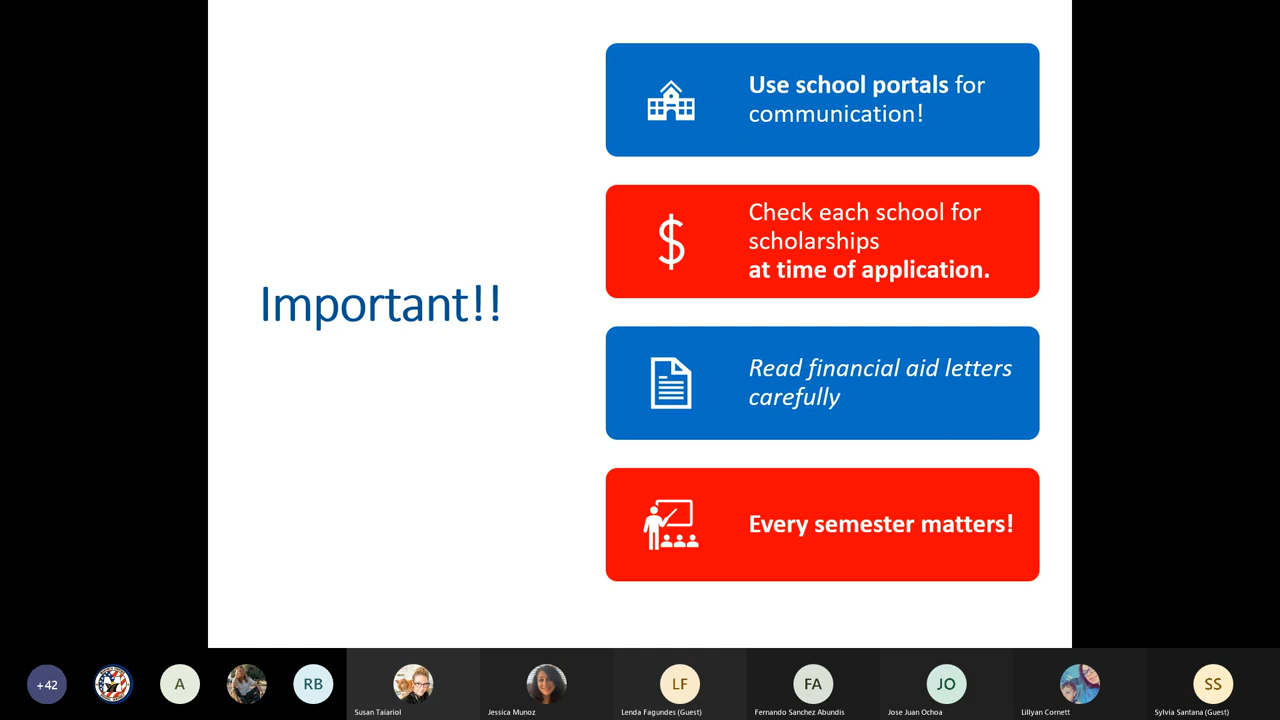 Important!!
Use school portals for
communication!
Check each school for
scholarships
at time of application.
Read financial aid letters
carefully
Every semester matters!
+42
A
RB
LF
FA
JO
SS
Susan Taiariol
Jessica Munoz
Lenda Fagundes (Guest)
Fernando Sanchez Abundis
Jose Juan Ochoa
Lillyan Cornett
Sylvia Santana (Guest)